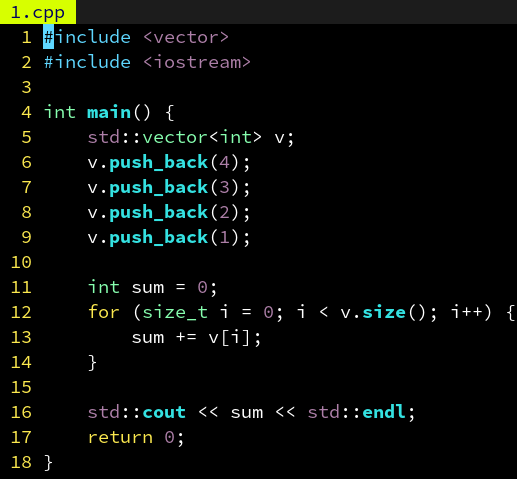 1.cpp
1 #include <vector>
2 #include <iostream>
3
4 int main() {
5     std::vector<int> v;
6     v.push_back(4);
7     v.push_back(3);
8     v.push_back(2);
9     v.push_back(1);
10
11     int sum = 0;
12     for (size_t i = 0; i < v.size(); i++) {
13         sum += v[i];
14     }
15
16     std::cout << sum << std::endl;
17     return 0;
18 }